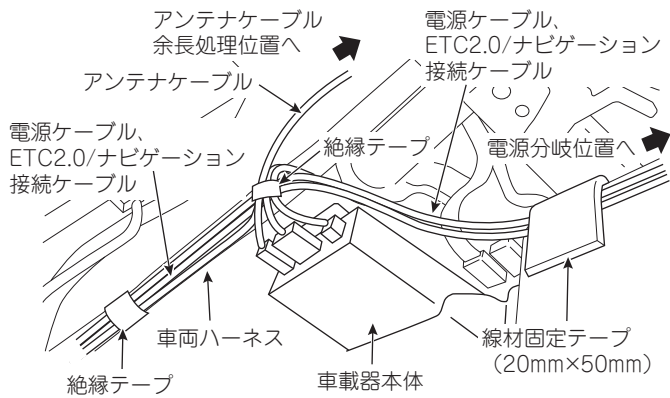 アンテナケーブル
余長処理位置へ
電源ケーブル、
ETC2.0/ナビゲーション
接続ケーブル
アンテナケーブル
電源ケーブル、
ETC2.0/ナビゲーション
接続ケーブル
絶縁テープ
電源分岐位置へ
車両ハーネス
絶縁テープ
車載器本体
線材固定テープ
（20mm×50mm）